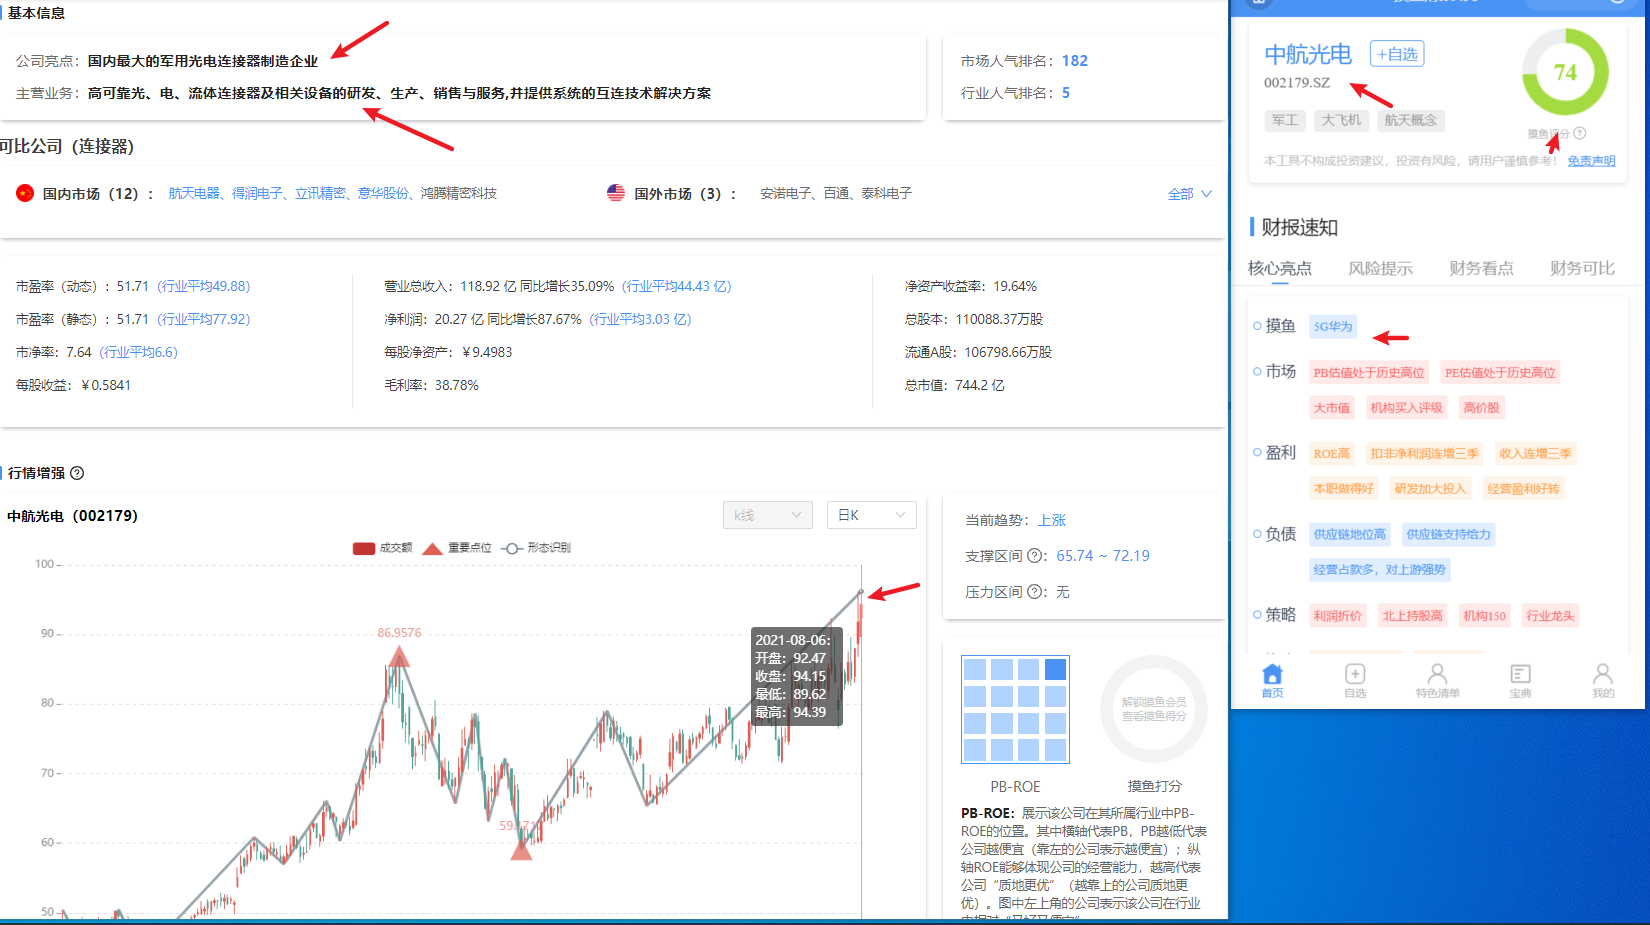 基本信息
公司亮点：国内最大的军用光电连接器制造企业
主营业务：高可靠光、电、流体连接器及相关设备的研发、生产、销售与服务,并提供系统的互连技术解决方案
市场人气排名：182
行业人气排名：5
可比公司（连接器）
国内市场（12）：航天电器、得润电子、立讯精密、意华股份、鸿腾精密科技
国外市场（3）：安诺电子、百通、泰科电子
全部
市盈率（动态）：51.71（行业平均49.88）
市盈率（静态）：51.71（行业平均77.92）
市净率：7.64（行业平均6.6）
每股收益：￥0.5841
营业总收入：118.92 亿 同比增长35.09%（行业平均44.43 亿）
净利润：20.27 亿 同比增长87.67%（行业平均3.03 亿）
每股净资产：￥9.4983
毛利率：38.78%
净资产收益率：19.64%
总股本：110088.37万股
流通A股：106798.66万股
总市值：744.2 亿
行情增强
中航光电（002179）
k线
日K
成交额
重要点位
形态识别
100
90
80
70
60
50
86.9576
2021-08-06:
开盘：92.47
收盘：94.15
最低：89.62
最高：94.39
当前趋势：上涨
支撑区间：65.74 ~ 72.19
压力区间：无
解锁摸鱼会员
查看摸鱼得分
PB-ROE
摸鱼打分
PB-ROE：展示该公司在其所属行业中PB-
ROE的位置。其中横轴代表PB，PB越低代表
公司越便宜（靠左的公司表示越便宜）；纵
轴ROE能够体现公司的经营能力，越高代表
公司“质地更优”（越靠上的公司质地更
优）。图中左上角的公司表示该公司在行业
中航光电
+自选
002179.SZ
军工
大飞机
航天概念
74
摸鱼评分
本工具不构成投资建议，投资有风险，请用户谨慎参考！
免责声明
财报速知
核心亮点
风险提示
财务看点
财务可比
摸鱼
5G华为
市场
PB估值处于历史高位
PE估值处于历史高位
大市值
机构买入评级
高价股
盈利
ROE高
扣非净利润连增三季
收入连增三季
本职做得好
研发加大投入
经营盈利好转
负债
供应链地位高
供应链支持给力
经营占款多，对上游强势
策略
利润折价
北上持股高
机构150
行业龙头
首页
自选
特色清单
宝典
我的